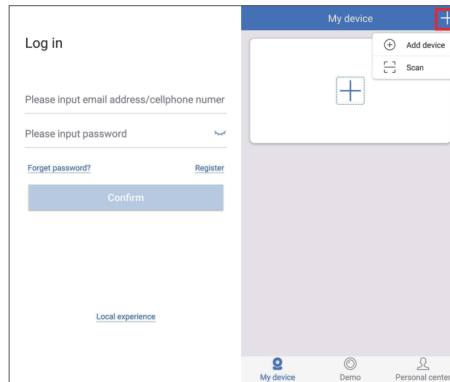 Log in
Please input email address/cellphone numer
Please input password
Forget password?
Register
Confirm
Local experience
My device
Add device
Scan
My device
Demo
Personal center